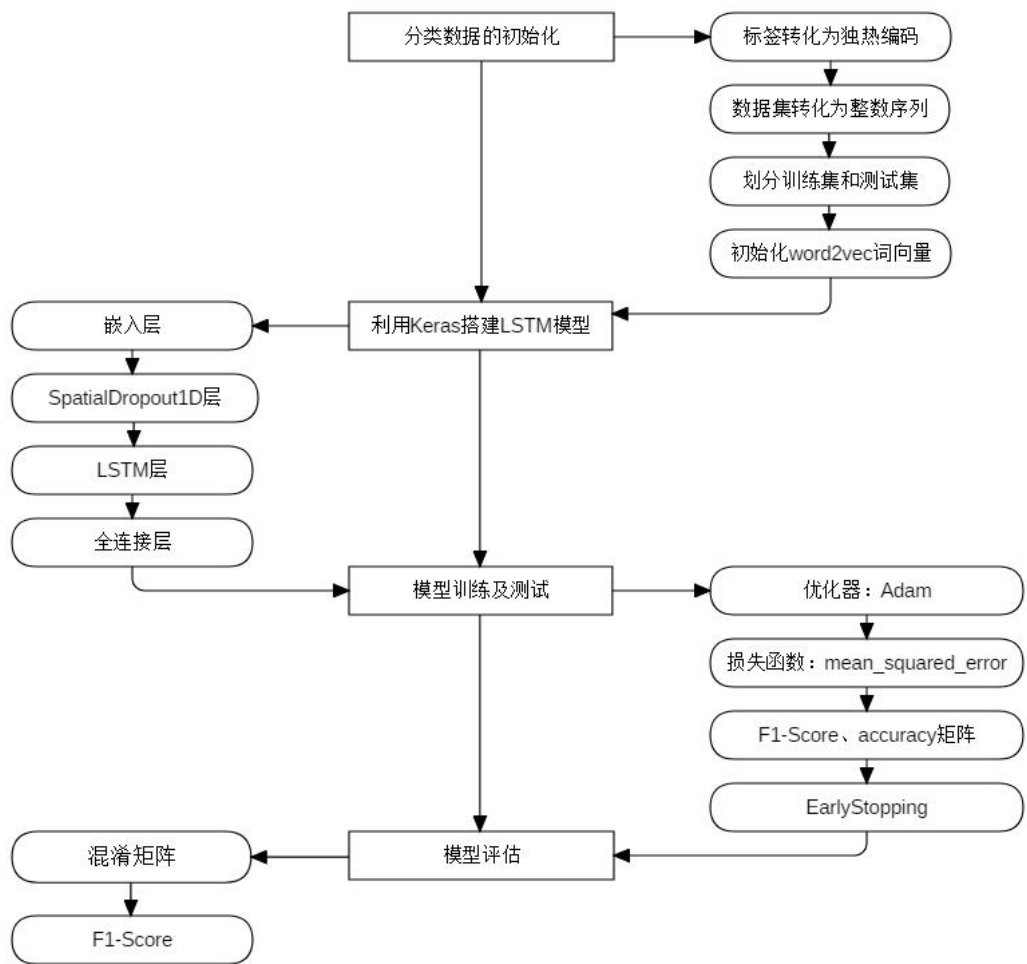 分类数据的初始化
标签转化为独热编码
数据集转化为整数序列
划分训练集和测试集
初始化word2vec词向量
利用Keras搭建LSTM模型
嵌入层
SpatialDropout1D层
LSTM层
全连接层
模型训练及测试
优化器：Adam
损失函数：mean_squared_error
F1-Score、accuracy矩阵
EarlyStopping
模型评估
混淆矩阵
F1-Score